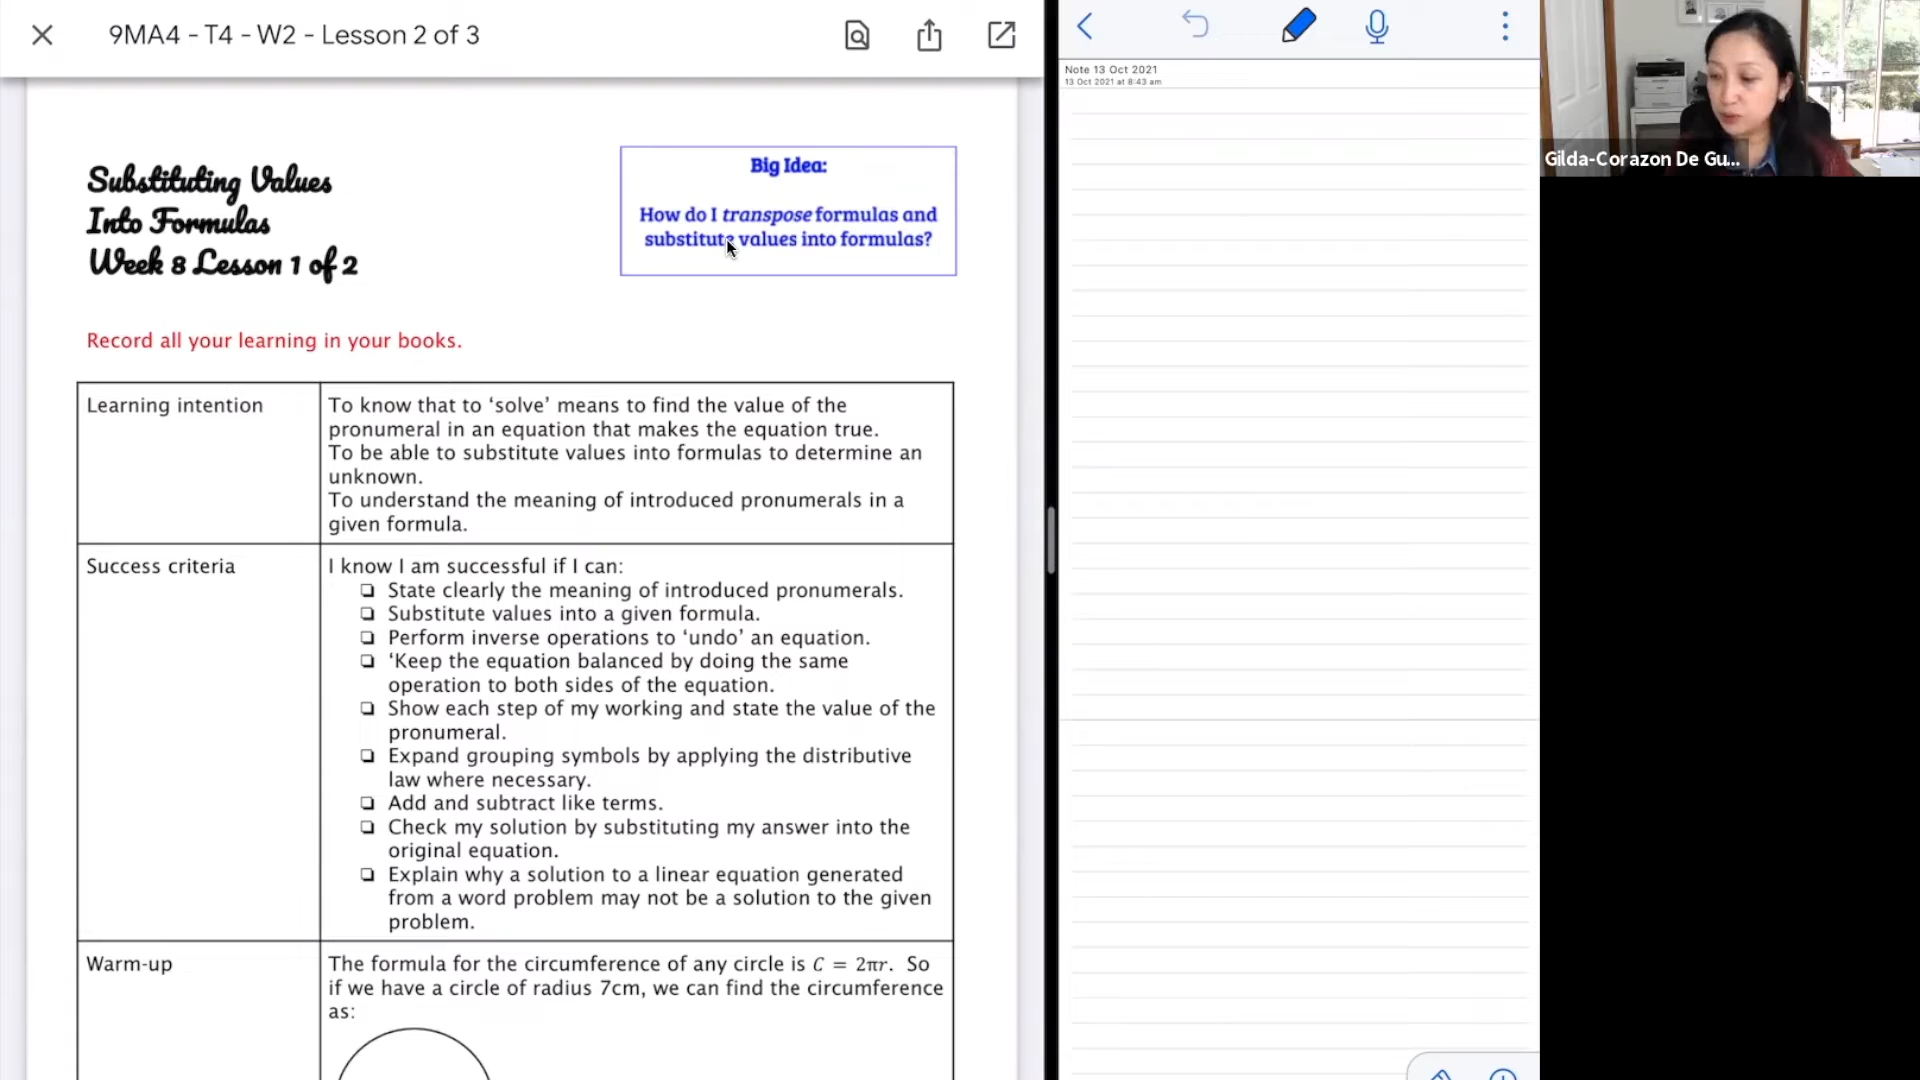 9MA4 - T4 - W2 - Lesson 2 of 3
Substituting Values
Into Formulas
Week 8 Lesson 1 of 2
Big Idea:
How do I transpose formulas and
substitute values into formulas?
Record all your learning in your books.
Learning intention
To know that to ‘solve’ means to find the value of the
pronumeral in an equation that makes the equation true.
To be able to substitute values into formulas to determine an
unknown.
To understand the meaning of introduced pronumerals in a
given formula.
Success criteria
I know I am successful if I can:
❏ State clearly the meaning of introduced pronumerals.
❏ Substitute values into a given formula.
❏ Perform inverse operations to ‘undo’ an equation.
❏ ‘Keep the equation balanced by doing the same
operation to both sides of the equation.
❏ Show each step of my working and state the value of the
pronumeral.
❏ Expand grouping symbols by applying the distributive
law where necessary.
❏ Add and subtract like terms.
❏ Check my solution by substituting my answer into the
original equation.
❏ Explain why a solution to a linear equation generated
from a word problem may not be a solution to the given
problem.
Warm-up
The formula for the circumference of any circle is C = 2πr. So
if we have a circle of radius 7cm, we can find the circumference
as:
Note 13 Oct 2021
13 Oct 2021 at 8:43 am
Gilda-Corazon De Gu...